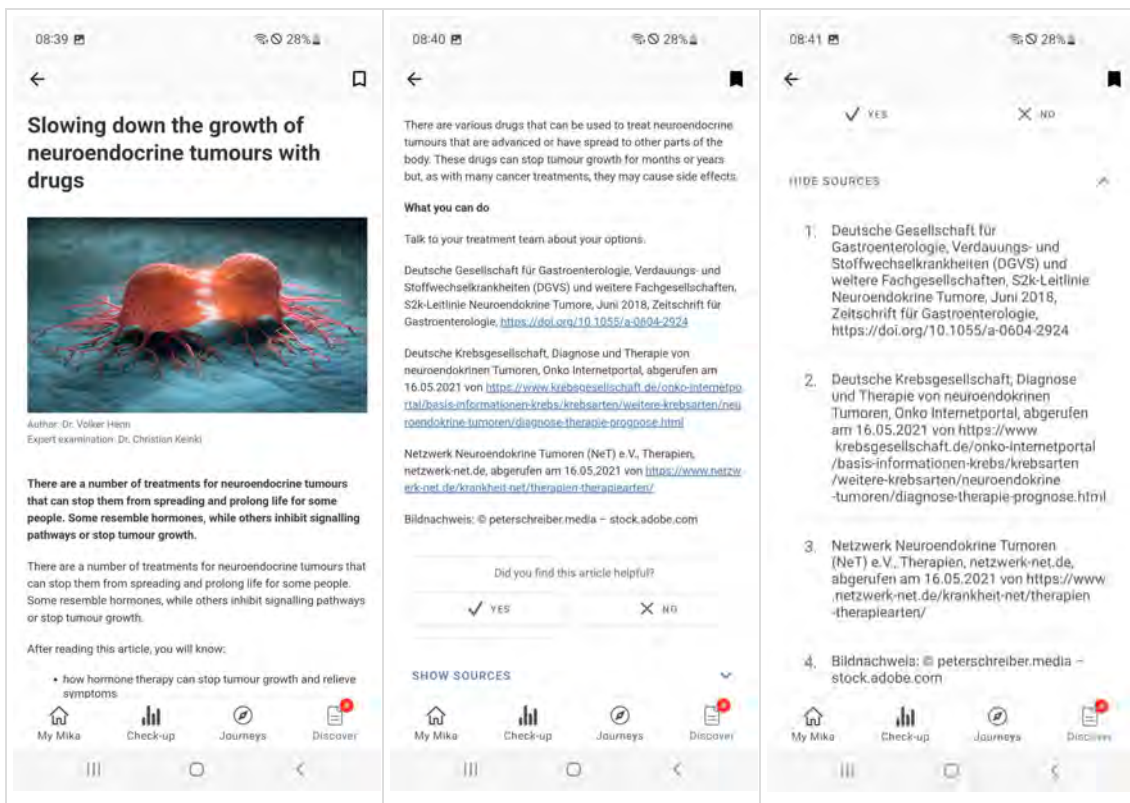 08:39 28%
Slowing down the growth of
neuroendocrine tumours with
drugs
Author: Dr. Volker Henn
Expert examination: Dr. Christian Keinki
There are a number of treatments for neuroendocrine tumours
that can stop them from spreading and prolong life for some
people. Some resemble hormones, while others inhibit signalling
pathways or stop tumour growth.
There are a number of treatments for neuroendocrine tumours that
can stop them from spreading and prolong life for some people.
Some resemble hormones, while others inhibit signalling pathways
or stop tumour growth.
After reading this article, you will know:
• how hormone therapy can stop tumour growth and relieve
symptoms
My Mika Check-up Journeys Discover
08:40 28%
There are various drugs that can be used to treat neuroendocrine
tumours that are advanced or have spread to other parts of the
body. These drugs can stop tumour growth for months or years
but, as with many cancer treatments, they may cause side effects.
What you can do
Talk to your treatment team about your options.
Deutsche Gesellschaft für Gastroenterologie, Verdauungs- und
Stoffwechselkrankheiten (DGVS) und weitere Fachgesellschaften,
S2k-Leitlinie Neuroendokrine Tumore, Juni 2018, Zeitschrift für
Gastroenterologie, https://doi.org/10.1055/a-0604-2924
Deutsche Krebsgesellschaft, Diagnose und Therapie von
neuroendokrinen Tumoren, Onko Internetportal, abgerufen am
16.05.2021 von https://www.krebsgesellschaft.de/onko-internetpo
rtal/basis-informationen-krebs/krebsarten/weitere-krebsarten/neu
roendokrine-tumoren/diagnose-therapie-prognose.html
Netzwerk Neuroendokrine Tumoren (NeT) e.V., Therapien,
netzwerk-net.de, abgerufen am 16.05.2021 von https://www.netzw
erk-net.de/krankheit-net/therapien-therapiearten/
Bildnachweis: © peterschreiber.media – stock.adobe.com
Did you find this article helpful?
YES NO
SHOW SOURCES
My Mika Check-up Journeys Discover
08:41 28%
YES NO
HIDE SOURCES
1. Deutsche Gesellschaft für
Gastroenterologie, Verdauungs- und
Stoffwechselkrankheiten (DGVS) und
weitere Fachgesellschaften, S2k-Leitlinie
Neuroendokrine Tumore, Juni 2018,
Zeitschrift für Gastroenterologie,
https://doi.org/10.1055/a-0604-2924
2. Deutsche Krebsgesellschaft, Diagnose
und Therapie von neuroendokrinen
Tumoren, Onko Internetportal, abgerufen
am 16.05.2021 von https://www
.krebsgesellschaft.de/onko-internetportal
/basis-informationen-krebs/krebsarten
/weitere-krebsarten/neuroendokrine
-tumoren/diagnose-therapie-prognose.html
3. Netzwerk Neuroendokrine Tumoren
(NeT) e.V., Therapien, netzwerk-net.de,
abgerufen am 16.05.2021 von https://www
.netzwerk-net.de/krankheit-net/therapien
-therapiearten/
4. Bildnachweis: © peterschreiber.media –
stock.adobe.com
My Mika Check-up Journeys Discover